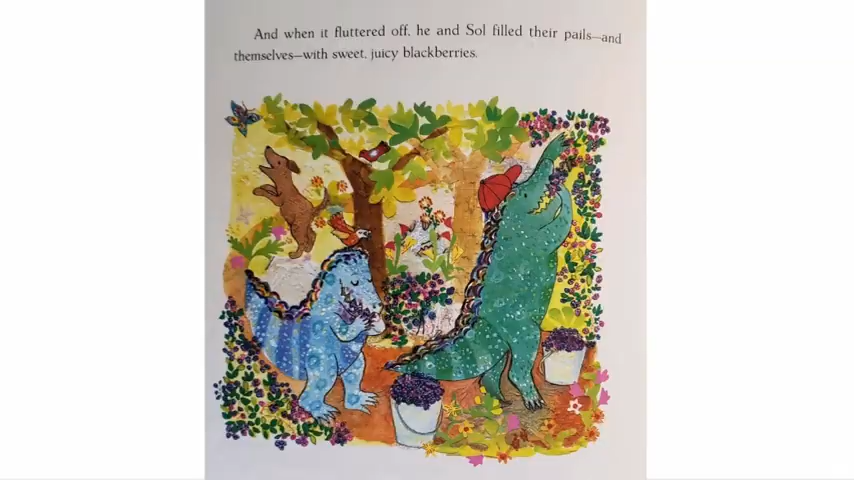 And when it fluttered off, he and Sol filled their pails—and
themselves—with sweet, juicy blackberries.